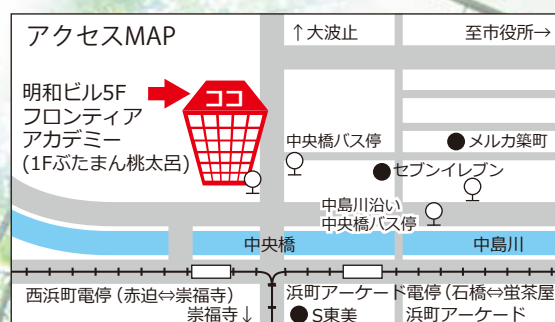 アクセスMAP
↑大波止
至市役所→
明和ビル5F
フロンティア
アカデミー
(1Fぶたまん桃太呂)
ココ
中央橋バス停
メルカ築町
セブンイレブン
中島川沿い
中央橋バス停
中央橋
中島川
西浜町電停(赤迫⇔崇福寺)
崇福寺↓
浜町アーケード電停(石橋⇔蛍茶屋
S東美
浜町アーケード